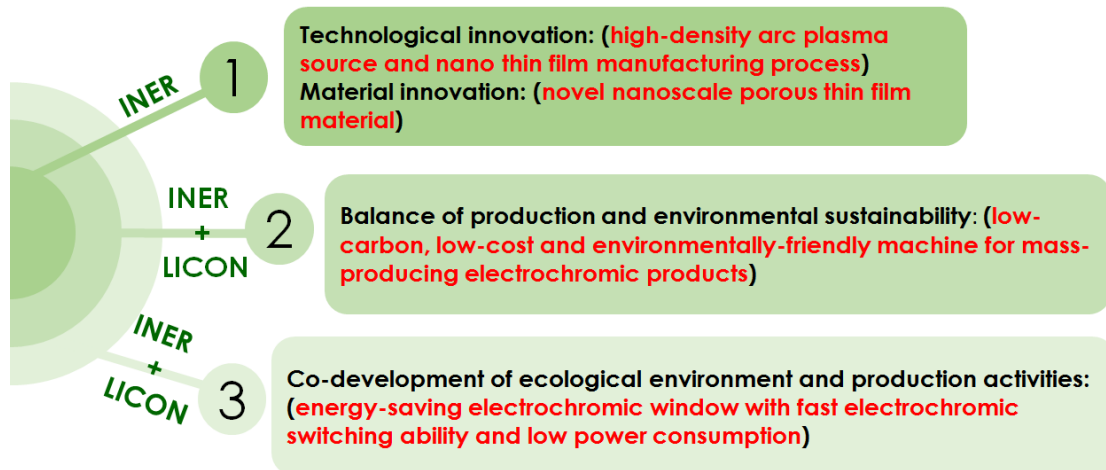 INER
1
Technological innovation: (high-density arc plasma
source and nano thin film manufacturing process)
Material innovation: (novel nanoscale porous thin film
material)
INER
+
LICON
2
Balance of production and environmental sustainability: (low-
carbon, low-cost and environmentally-friendly machine for mass-
producing electrochromic products)
INER
+
LICON
3
Co-development of ecological environment and production activities:
(energy-saving electrochromic window with fast electrochromic
switching ability and low power consumption)